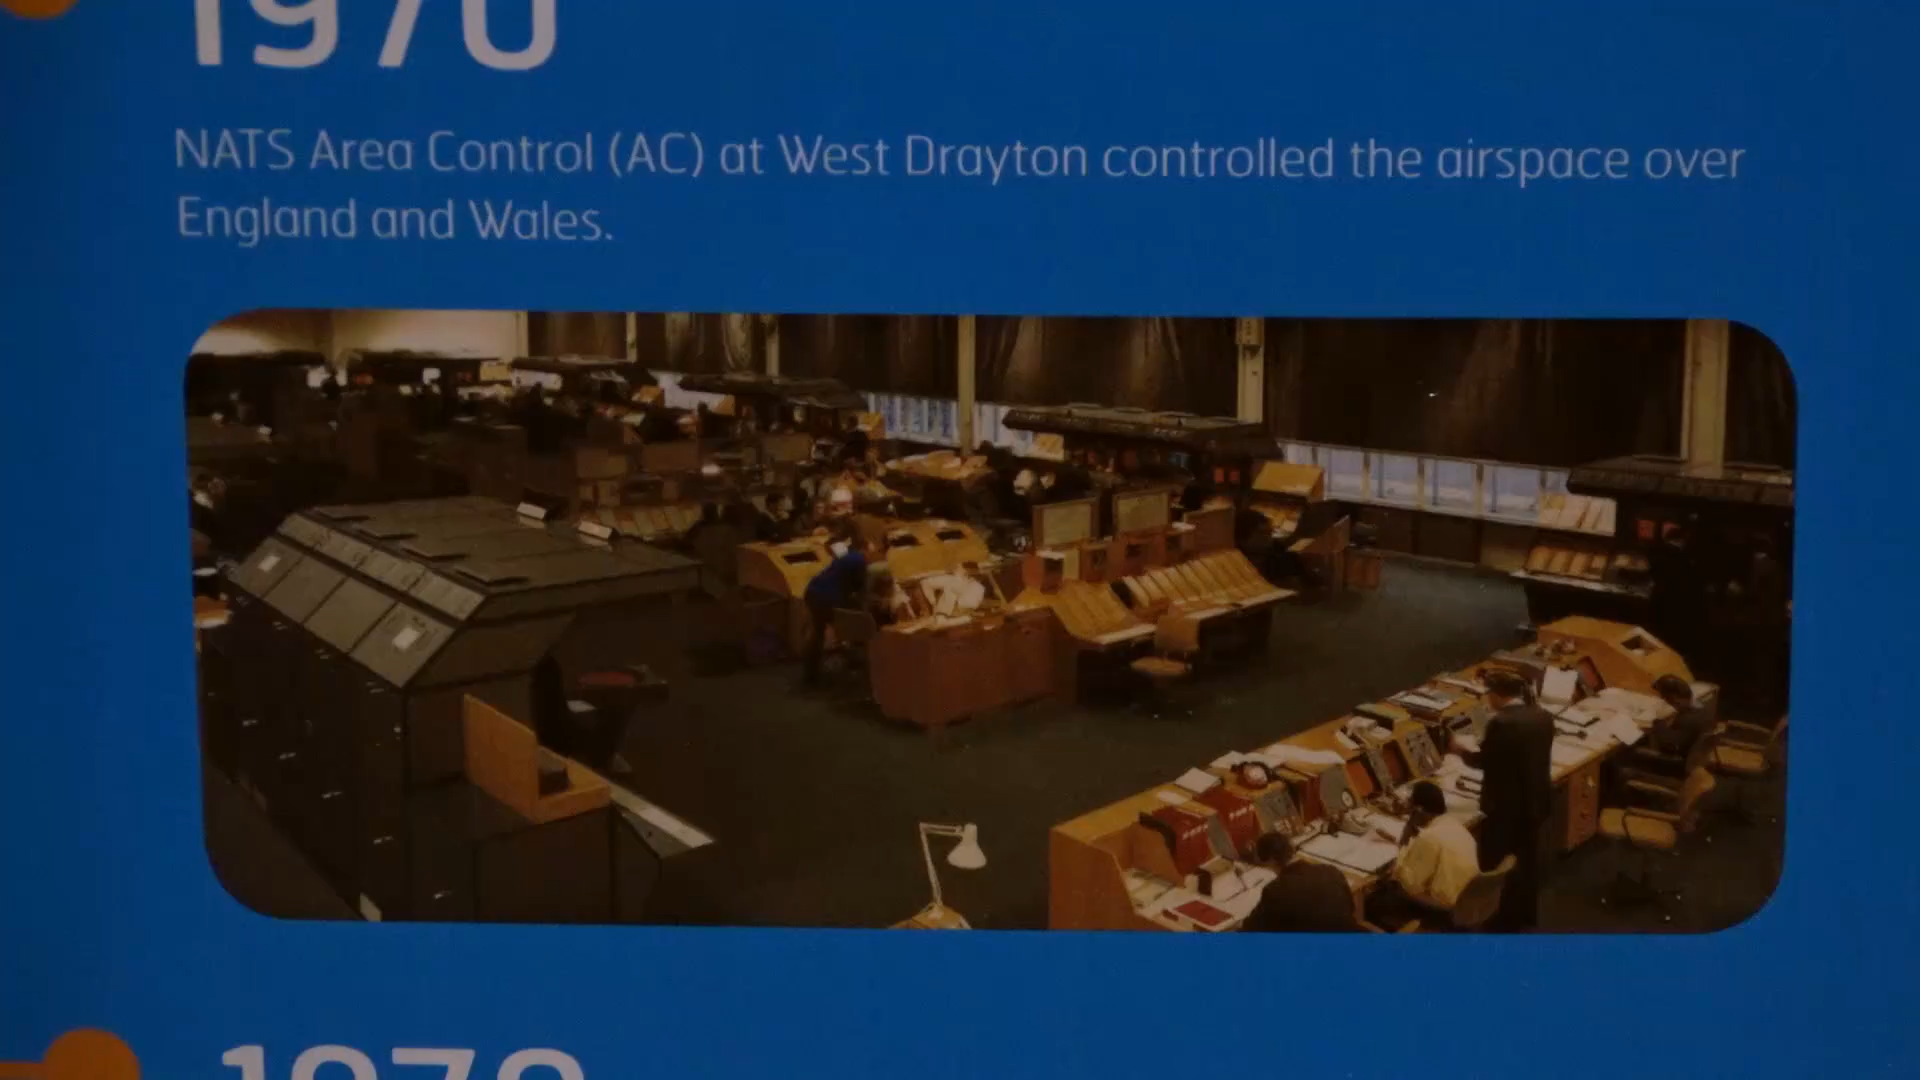 1970
NATS Area Control (AC) at West Drayton controlled the airspace over
England and Wales.